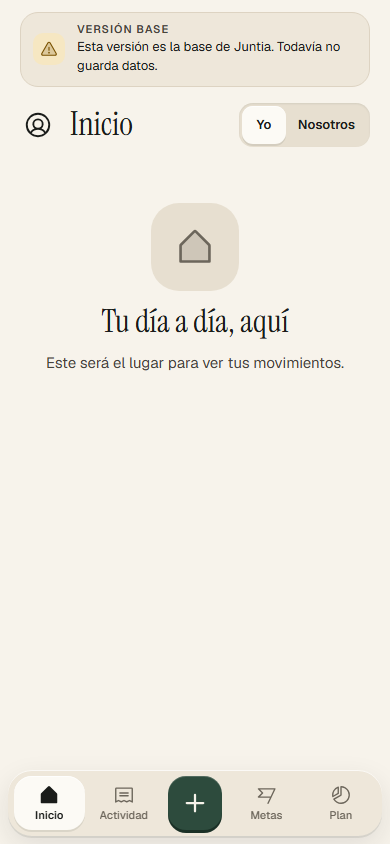 VERSIÓN BASE
Esta versión es la base de Juntia. Todavía no
guarda datos.
Inicio
Yo
Nosotros
Tu día a día, aquí
Este será el lugar para ver tus movimientos.
Inicio
Actividad
Metas
Plan